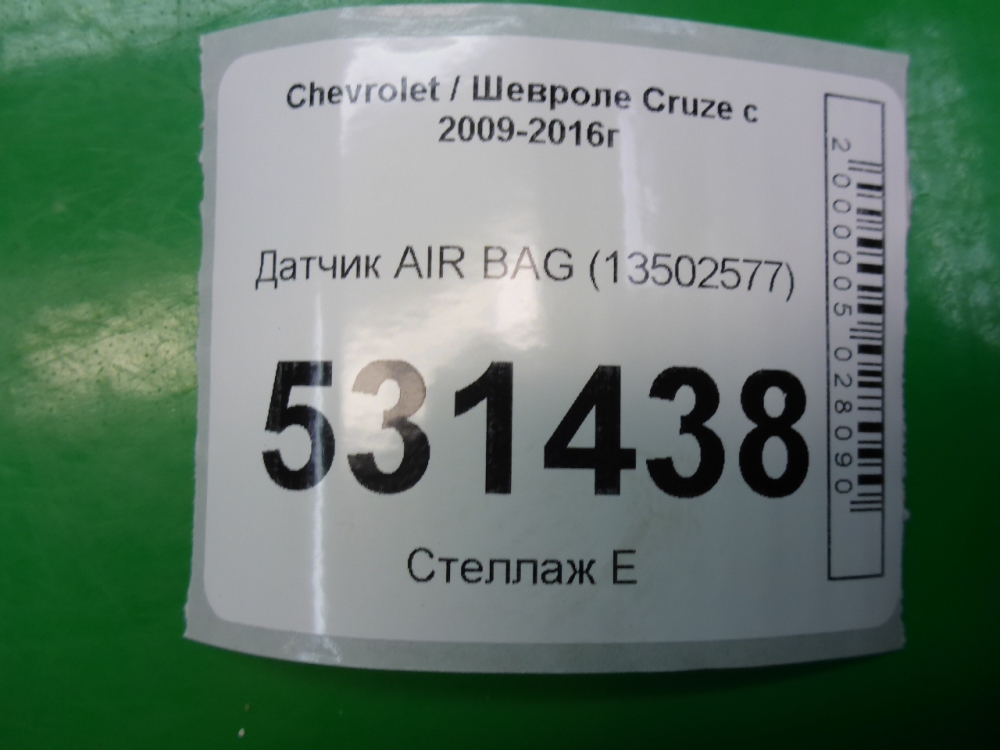 Chevrolet / Шевроле Cruze с
2009-2016г
Датчик AIR BAG (13502577)
531438
Стеллаж E
2000005028090